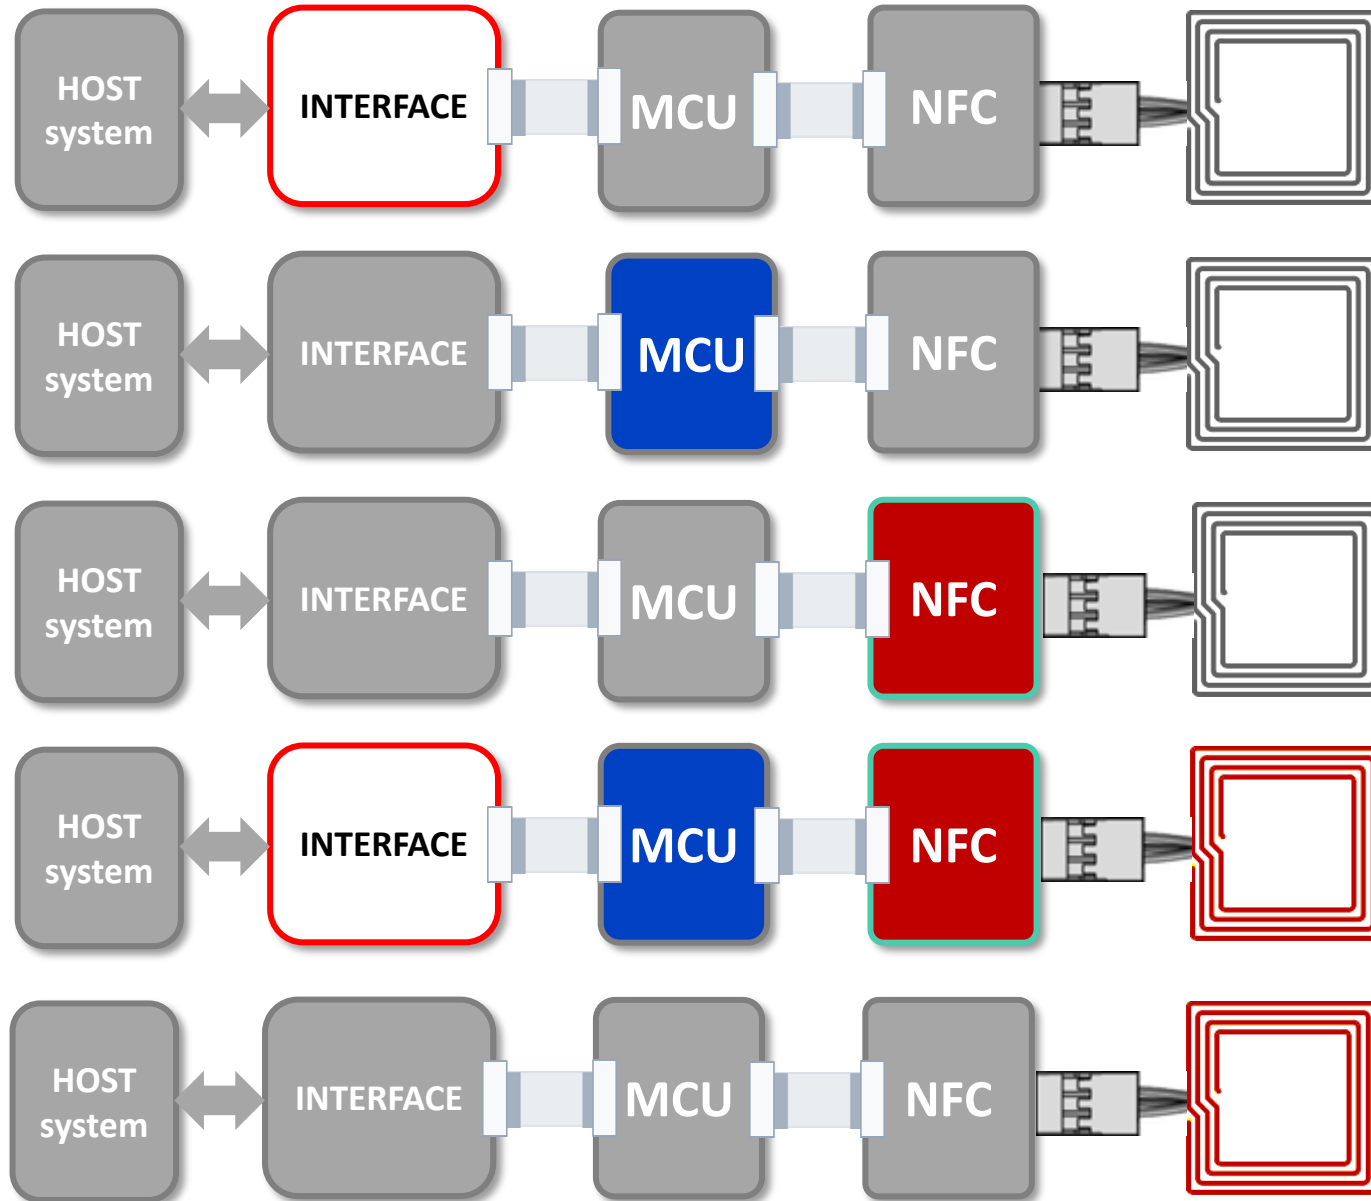 HOST
system
INTERFACE
MCU
NFC
HOST
system
INTERFACE
MCU
NFC
HOST
system
INTERFACE
MCU
NFC
HOST
system
INTERFACE
MCU
NFC
HOST
system
INTERFACE
MCU
NFC